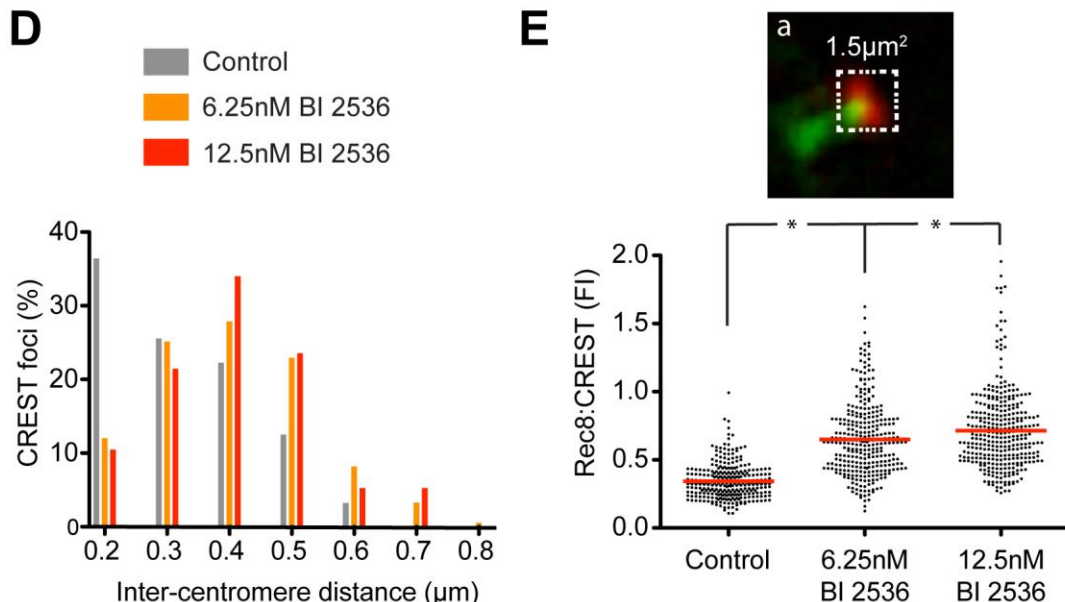 D
Control
6.25nM BI 2536
12.5nM BI 2536
40
30
20
10
0
0.2 0.3 0.4 0.5 0.6 0.7 0.8
CREST foci (%)
Inter-centromere distance (µm)
E
a
1.5µm²
* *
2.0
1.5
1.0
0.5
0.0
Rec8:CREST (FI)
Control 6.25nM 12.5nM
BI 2536 BI 2536